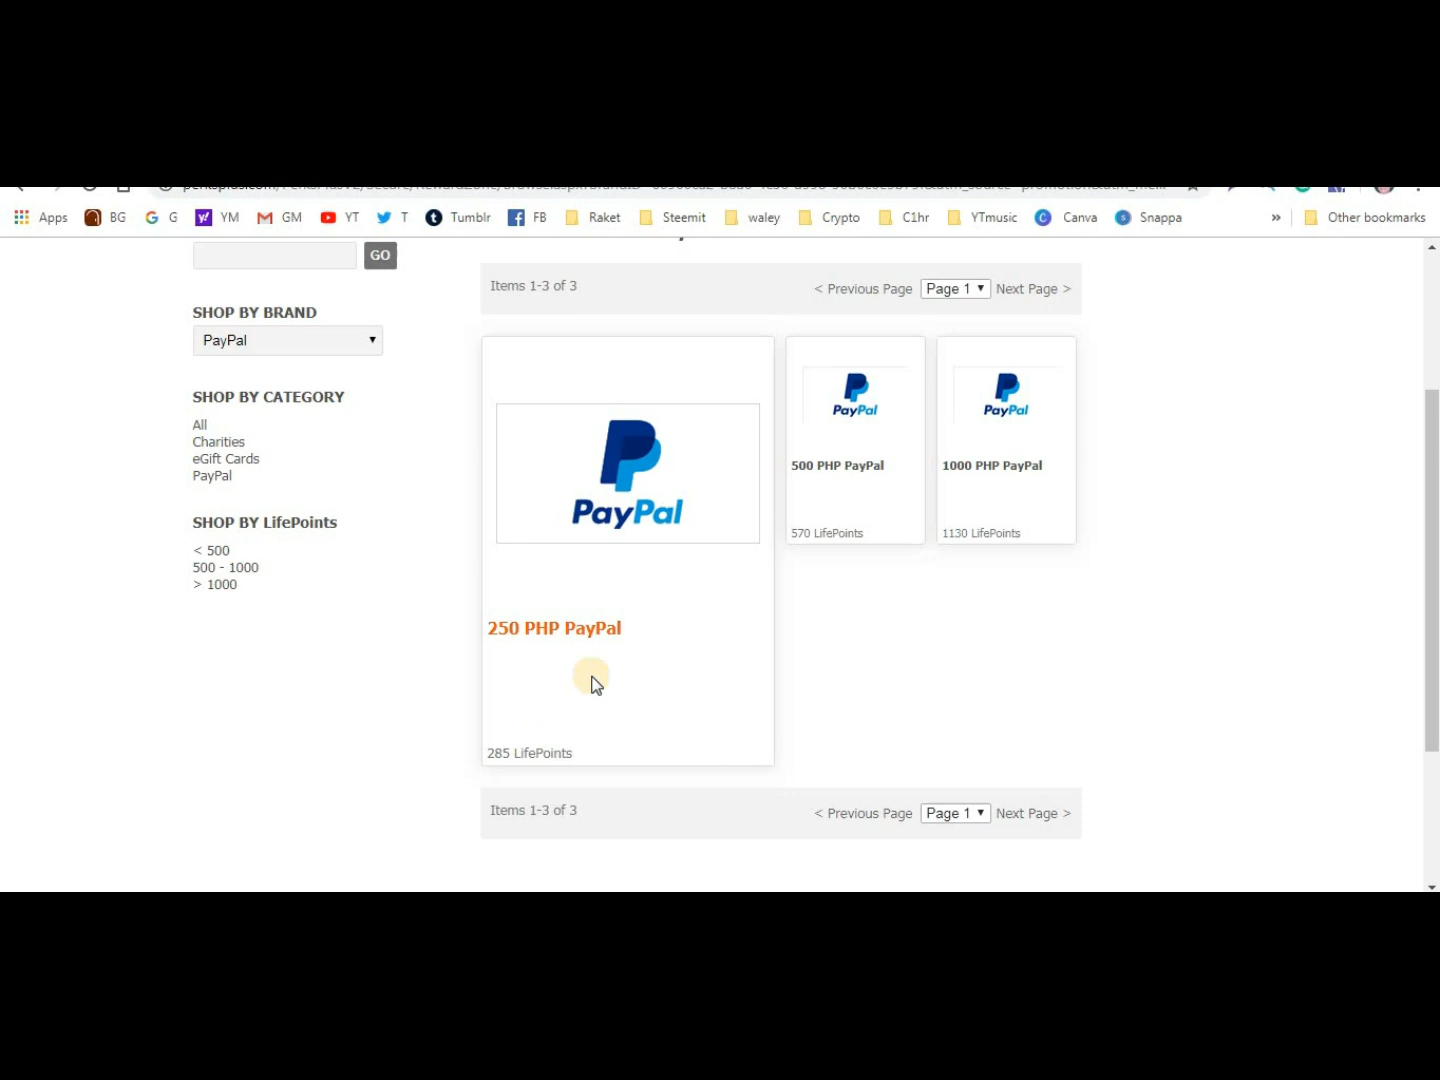 Apps BG G YM GM YT T Tumblr FB Raket Steemit waley Crypto C1hr YTmusic Canva Snappa » Other bookmarks
GO
Items 1-3 of 3 < Previous Page Page 1 Next Page >
SHOP BY BRAND
PayPal
SHOP BY CATEGORY
All
Charities
eGift Cards
PayPal
SHOP BY LifePoints
< 500
500 - 1000
> 1000
PayPal
250 PHP PayPal
285 LifePoints
PayPal
500 PHP PayPal
570 LifePoints
PayPal
1000 PHP PayPal
1130 LifePoints
Items 1-3 of 3 < Previous Page Page 1 Next Page >